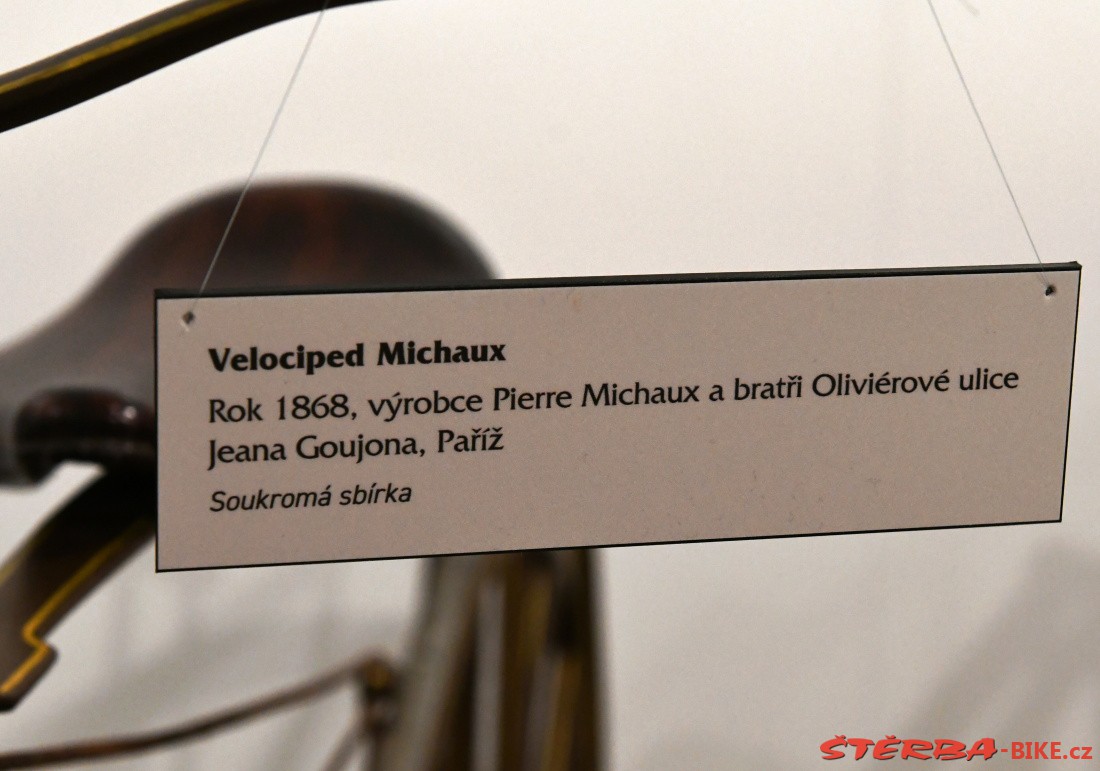 Velociped Michaux
Rok 1868, výrobce Pierre Michaux a bratři Oliviérové ulice
Jeana Goujona, Paříž
Soukromá sbírka
ŠTĚRBA-BIKE.cz